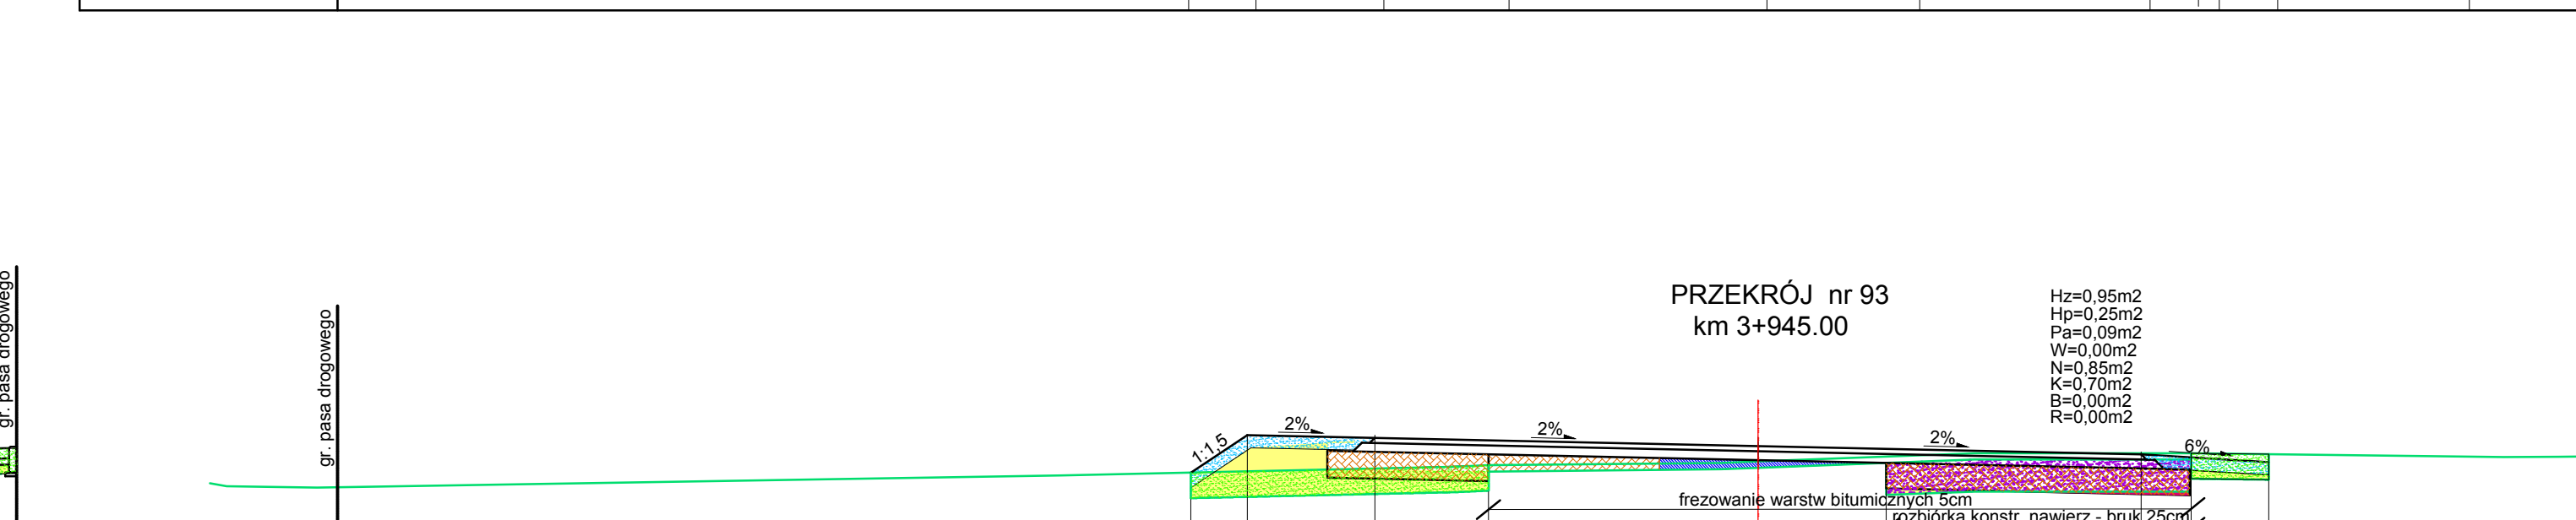 gr. pasa drogowego
gr. pasa drogowego
PRZEKRÓJ nr 93
km 3+945.00
Hz=0,95m2
Hp=0,25m2
Pa=0,09m2
W=0,00m2
N=0,85m2
K=0,70m2
B=0,00m2
R=0,00m2
1:1,5
2%
2%
2%
6%
frezowanie warstw bitumicznych 5cm
rozbiórka konstr. nawierz - bruk 25cm